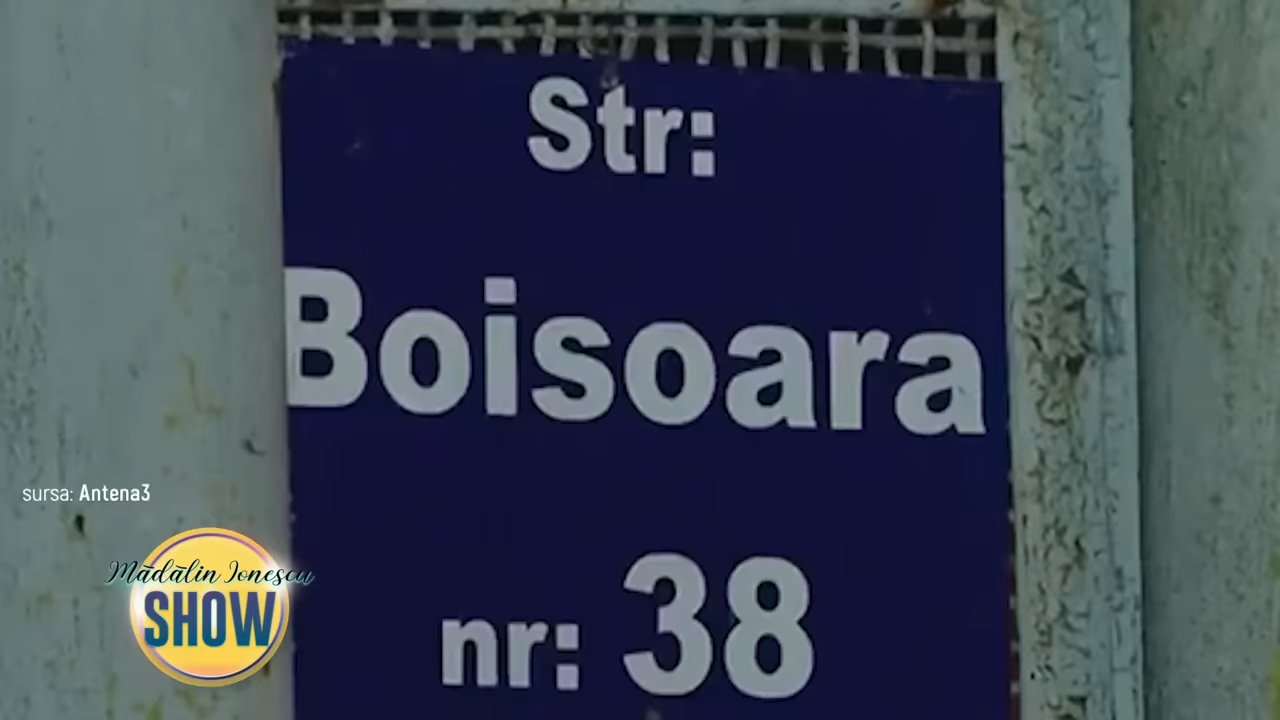 Str:
Boisoara
nr: 38
sursa: Antena3
Mădălin Ionescu
SHOW